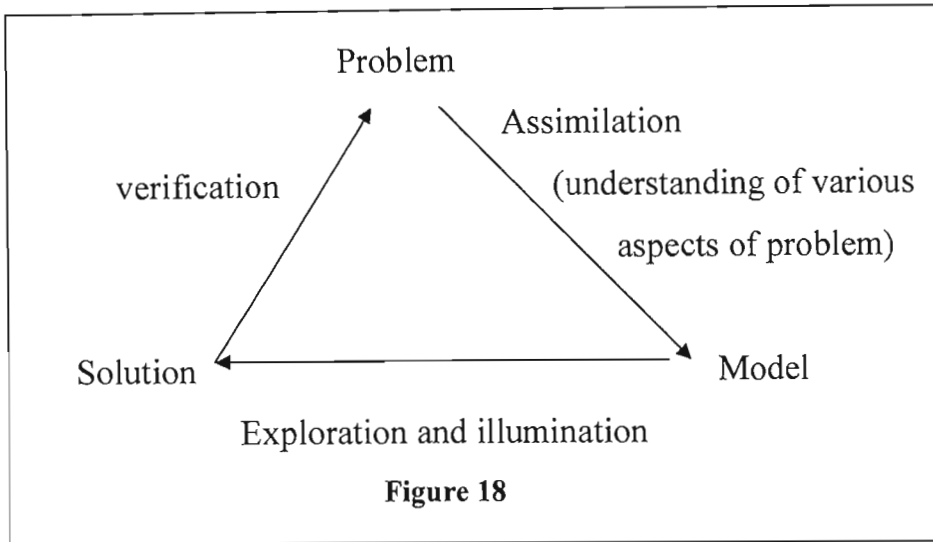 Problem
Assimilation
(understanding of various
verification
aspects of problem)
Solution
Model
Exploration and illumination
Figure 18